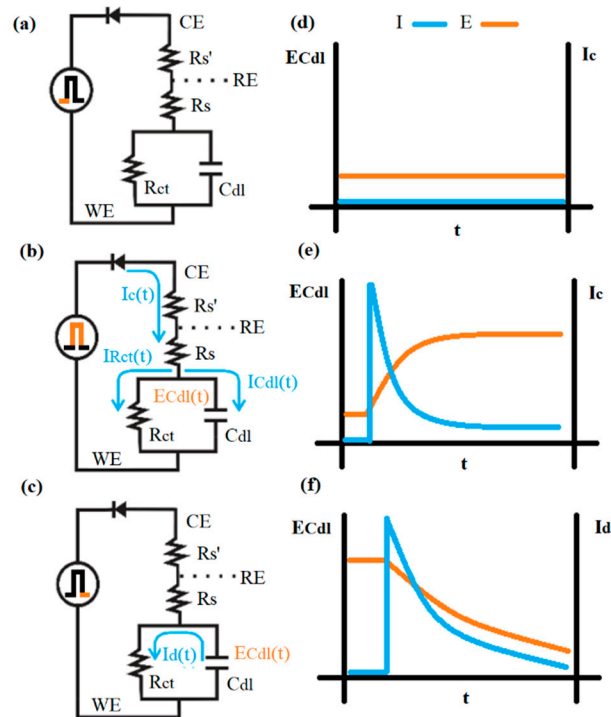 (a)
CE
Rs'
RE
Rs
Rct
Cdl
WE
(d)
I E
ECdl
Ic
t
(b)
CE
Ic(t)
Rs'
RE
Rs
IRct(t)
ICdl(t)
ECdl(t)
Rct
Cdl
WE
(e)
ECdl
Ic
t
(c)
CE
Rs'
RE
Rs
Id(t)
ECdl(t)
Rct
Cdl
WE
(f)
ECdl
Id
t